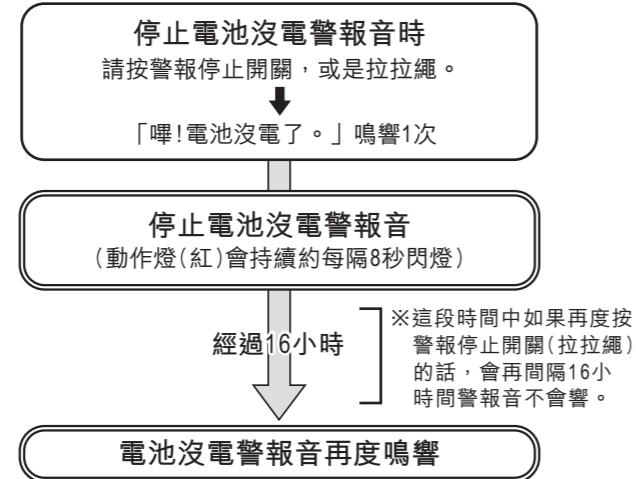 停止電池沒電警報音時
請按警報停止開關，或是拉拉繩。
「嗶!電池沒電了。」鳴響1次
停止電池沒電警報音
(動作燈(紅)會持續約每隔8秒閃燈)
經過16小時
※這段時間中如果再度按
警報停止開關(拉拉繩)
的話，會再間隔16小
時間警報音不會響。
電池沒電警報音再度鳴響